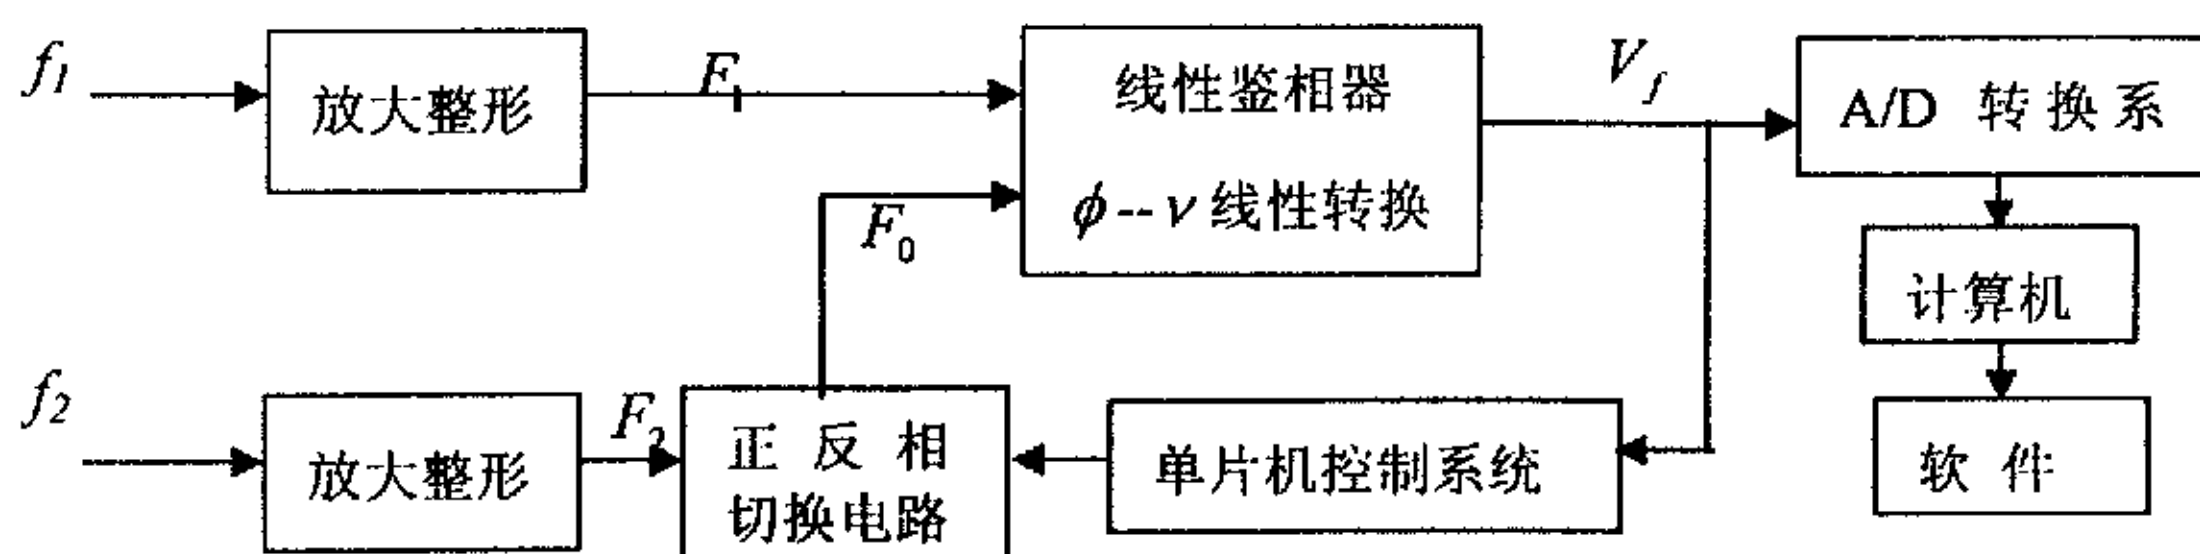 f₁
放大整形
F₁
线性鉴相器
ϕ--ν 线性转换
V_f
A/D 转换系
F₀
计算机
f₂
放大整形
F₂
正反相
切换电路
单片机控制系统
软件